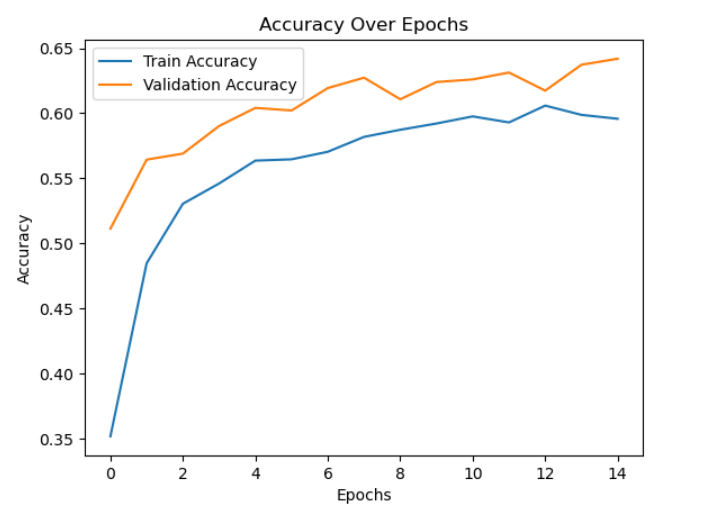 Accuracy Over Epochs
Train Accuracy
Validation Accuracy
Accuracy
0.65
0.60
0.55
0.50
0.45
0.40
0.35
0 2 4 6 8 10 12 14
Epochs